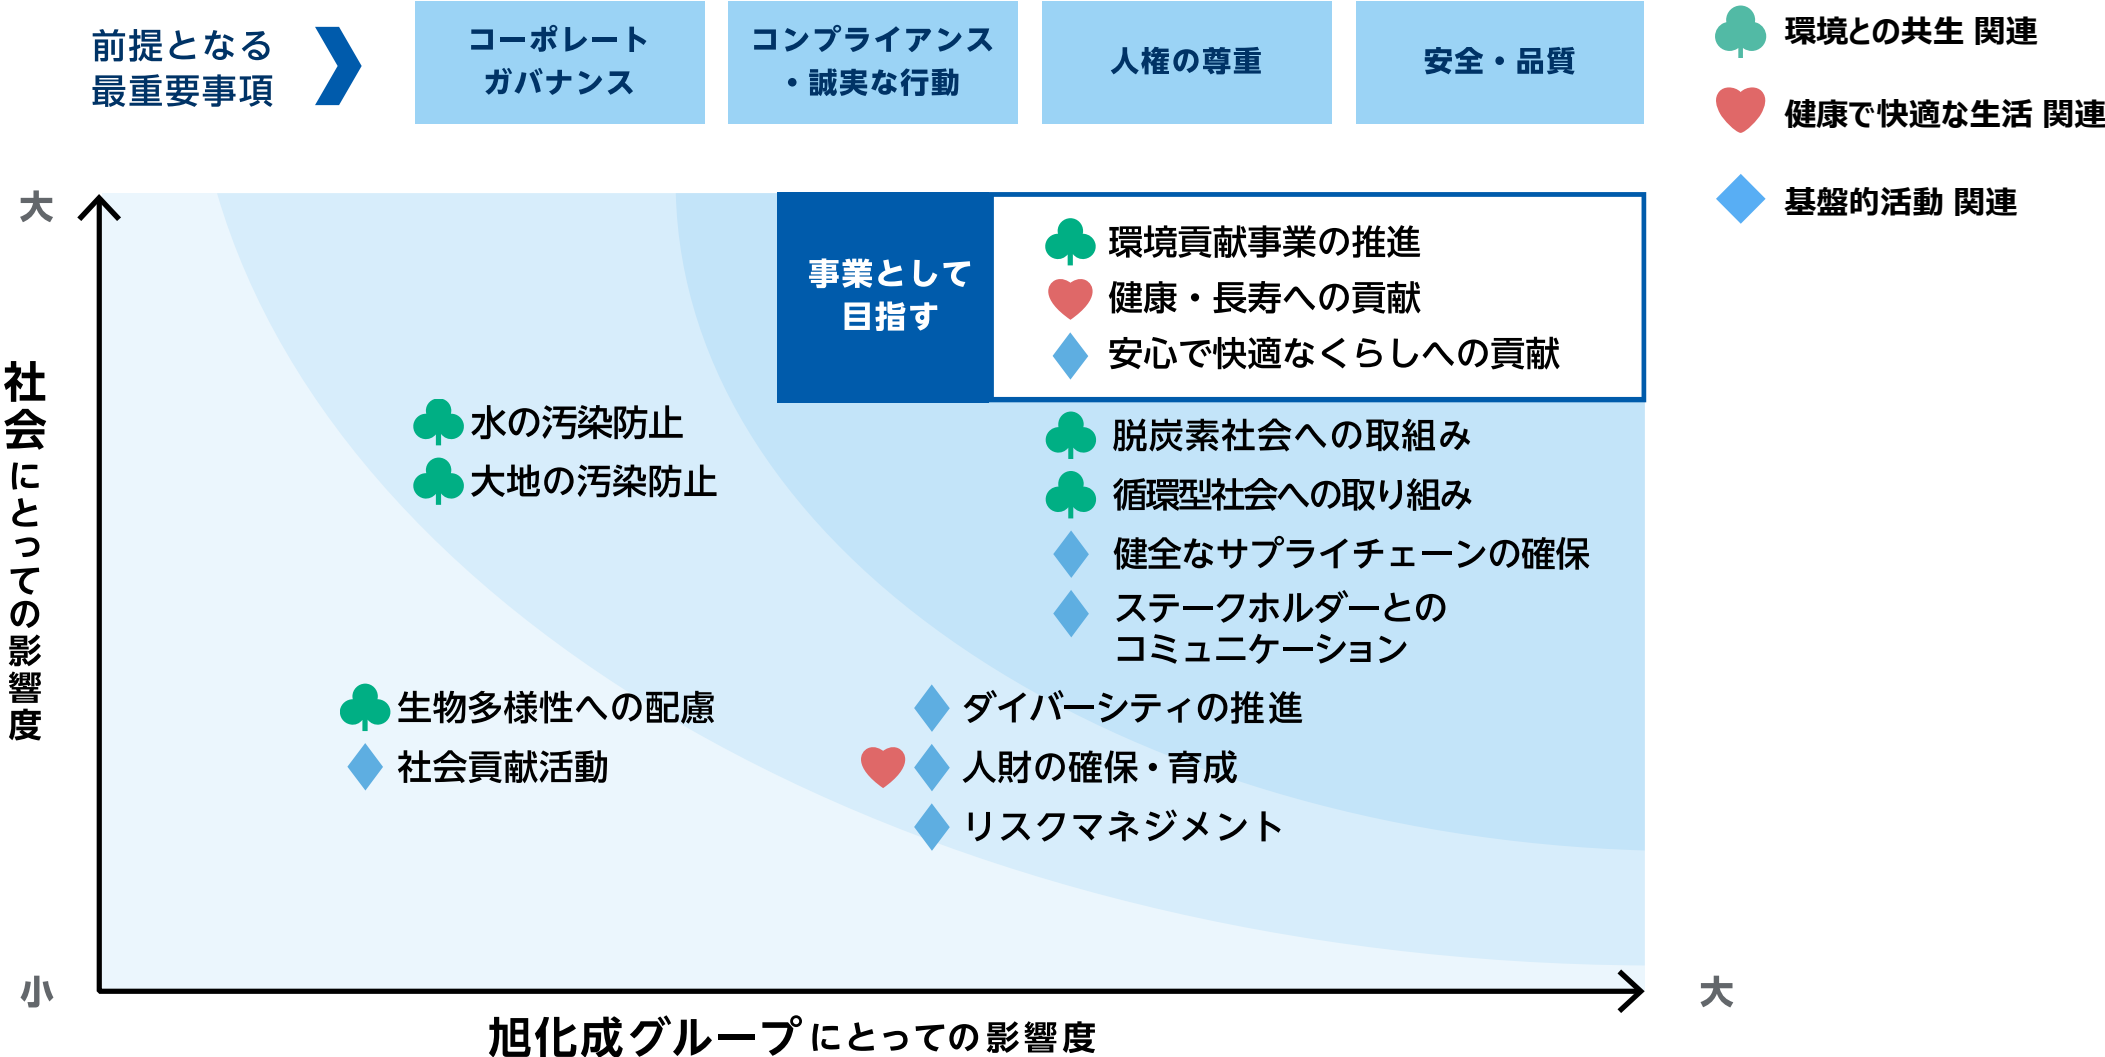 前提となる
最重要事項
コーポレート
ガバナンス
コンプライアンス
・誠実な行動
人権の尊重
安全・品質
環境との共生 関連
健康で快適な生活 関連
基盤的活動 関連
大
社会にとっての影響度
小
事業として
目指す
環境貢献事業の推進
健康・長寿への貢献
安心で快適なくらしへの貢献
水の汚染防止
大地の汚染防止
脱炭素社会への取組み
循環型社会への取り組み
健全なサプライチェーンの確保
ステークホルダーとの
コミュニケーション
生物多様性への配慮
社会貢献活動
ダイバーシティの推進
人財の確保・育成
リスクマネジメント
大
旭化成グループにとっての影響度